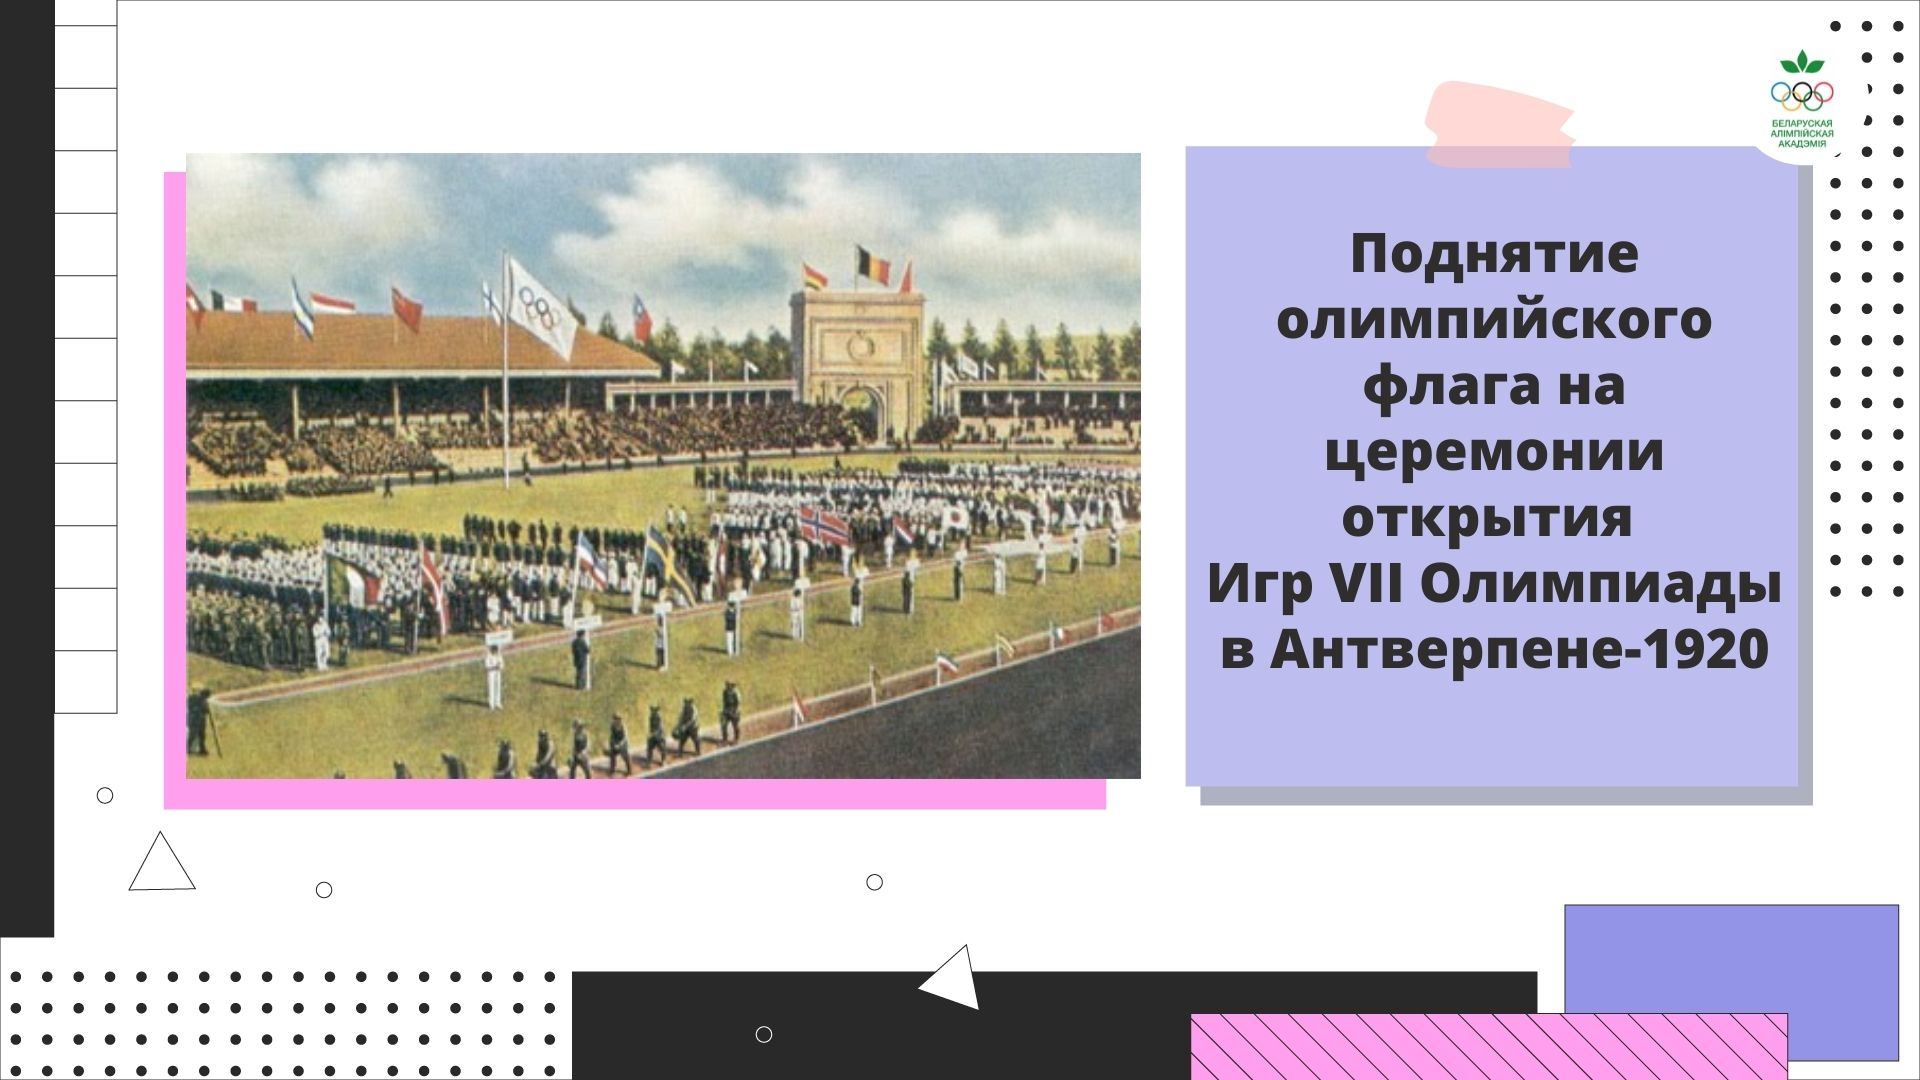 БЕЛАРУСКАЯ
АЛІМПІЙСКАЯ
АКАДЭМІЯ
Поднятие
олимпийского
флага на
церемонии
открытия
Игр VII Олимпиады
в Антверпене-1920